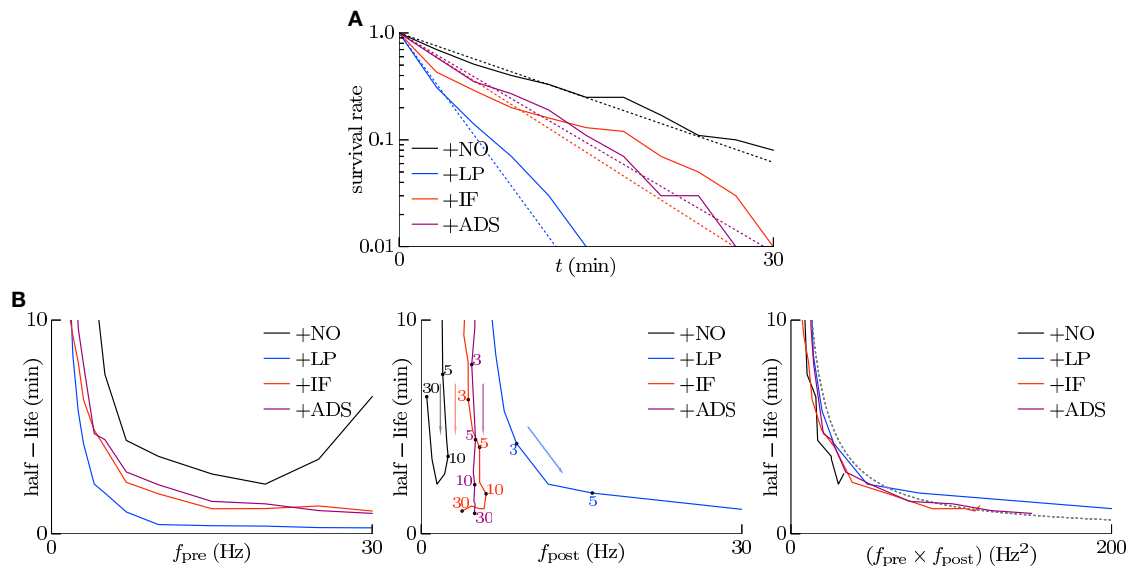 A
1.0
0.1
0.01
survival rate
+NO
+LP
+IF
+ADS
0
30
t (min)
B
10
0
half − life (min)
+NO
+LP
+IF
+ADS
0
30
fpre (Hz)
10
0
half − life (min)
+NO
+LP
+IF
+ADS
30
5
10
3
5
10
30
3
5
10
30
3
5
0
30
fpost (Hz)
10
0
half − life (min)
+NO
+LP
+IF
+ADS
0
200
(fpre × fpost) (Hz²)